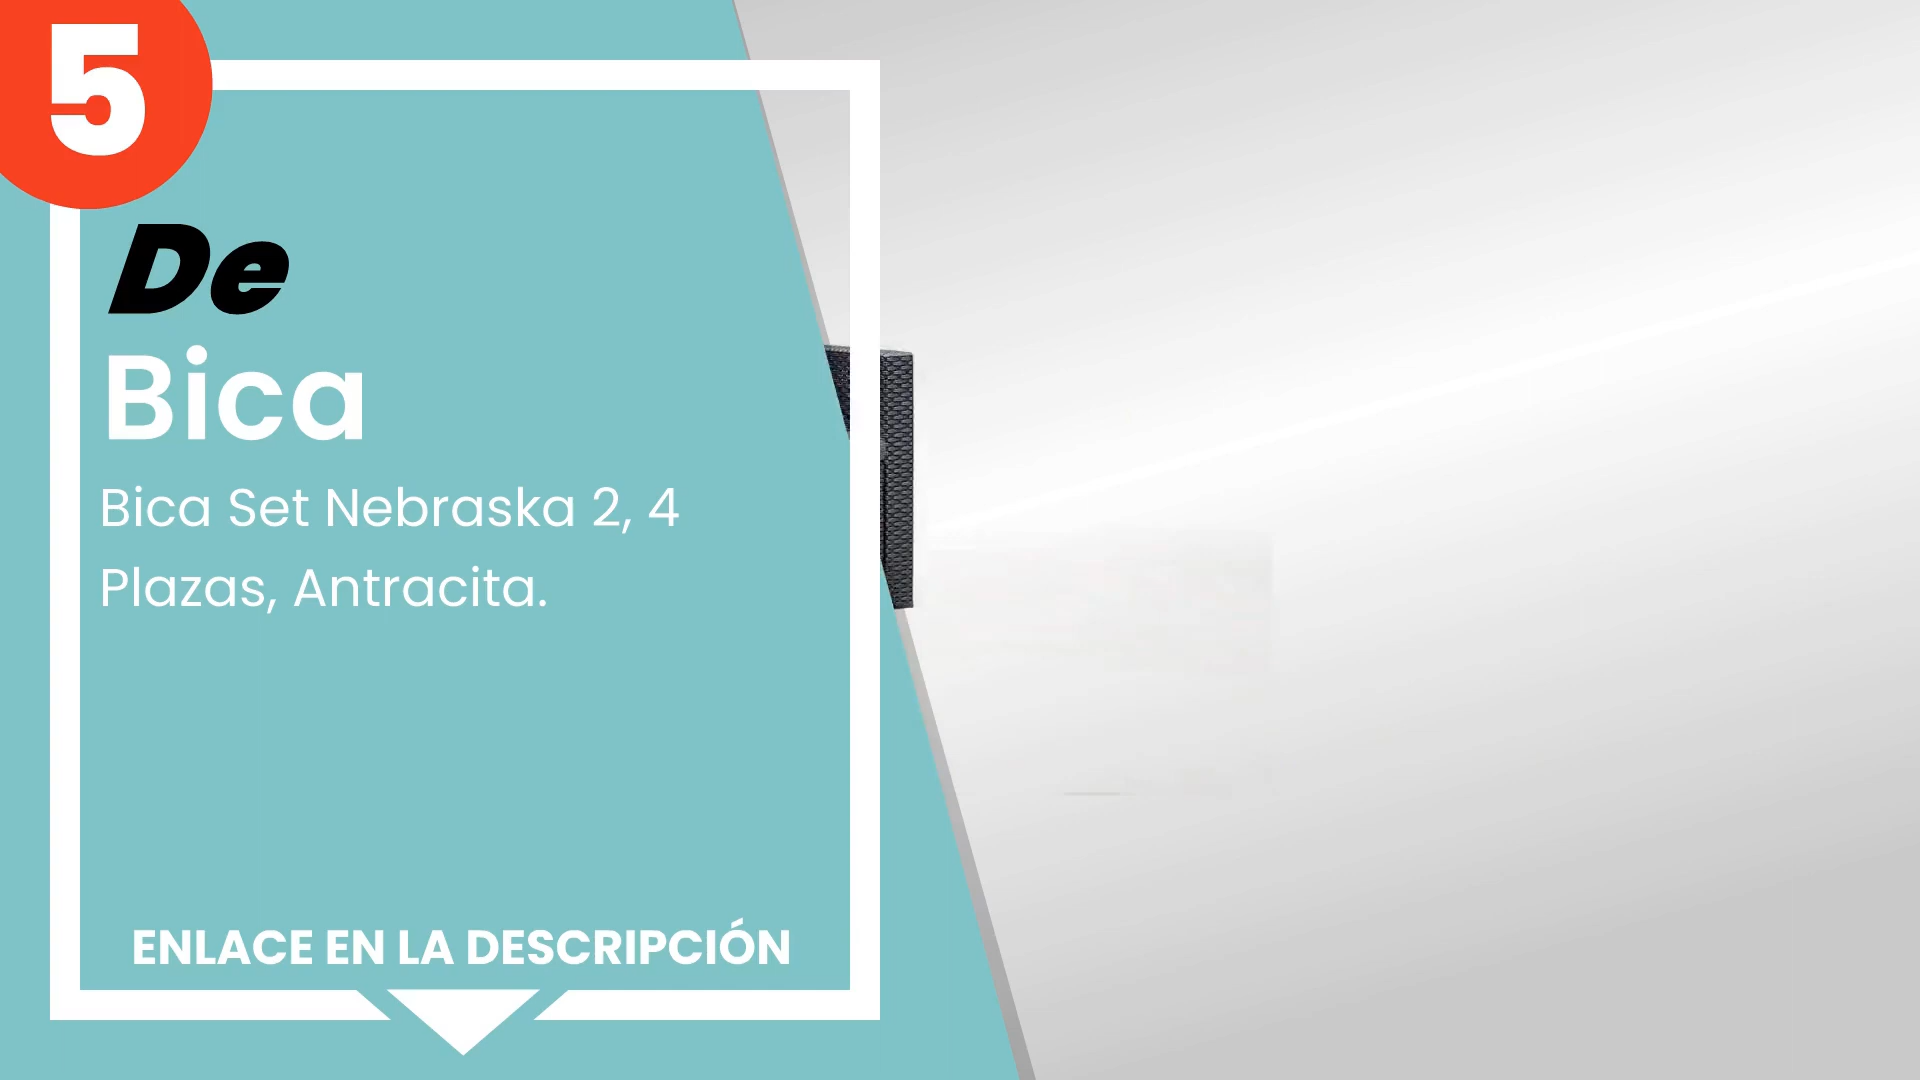 5
De
Bica
Bica Set Nebraska 2, 4
Plazas, Antracita.
ENLACE EN LA DESCRIPCIÓN